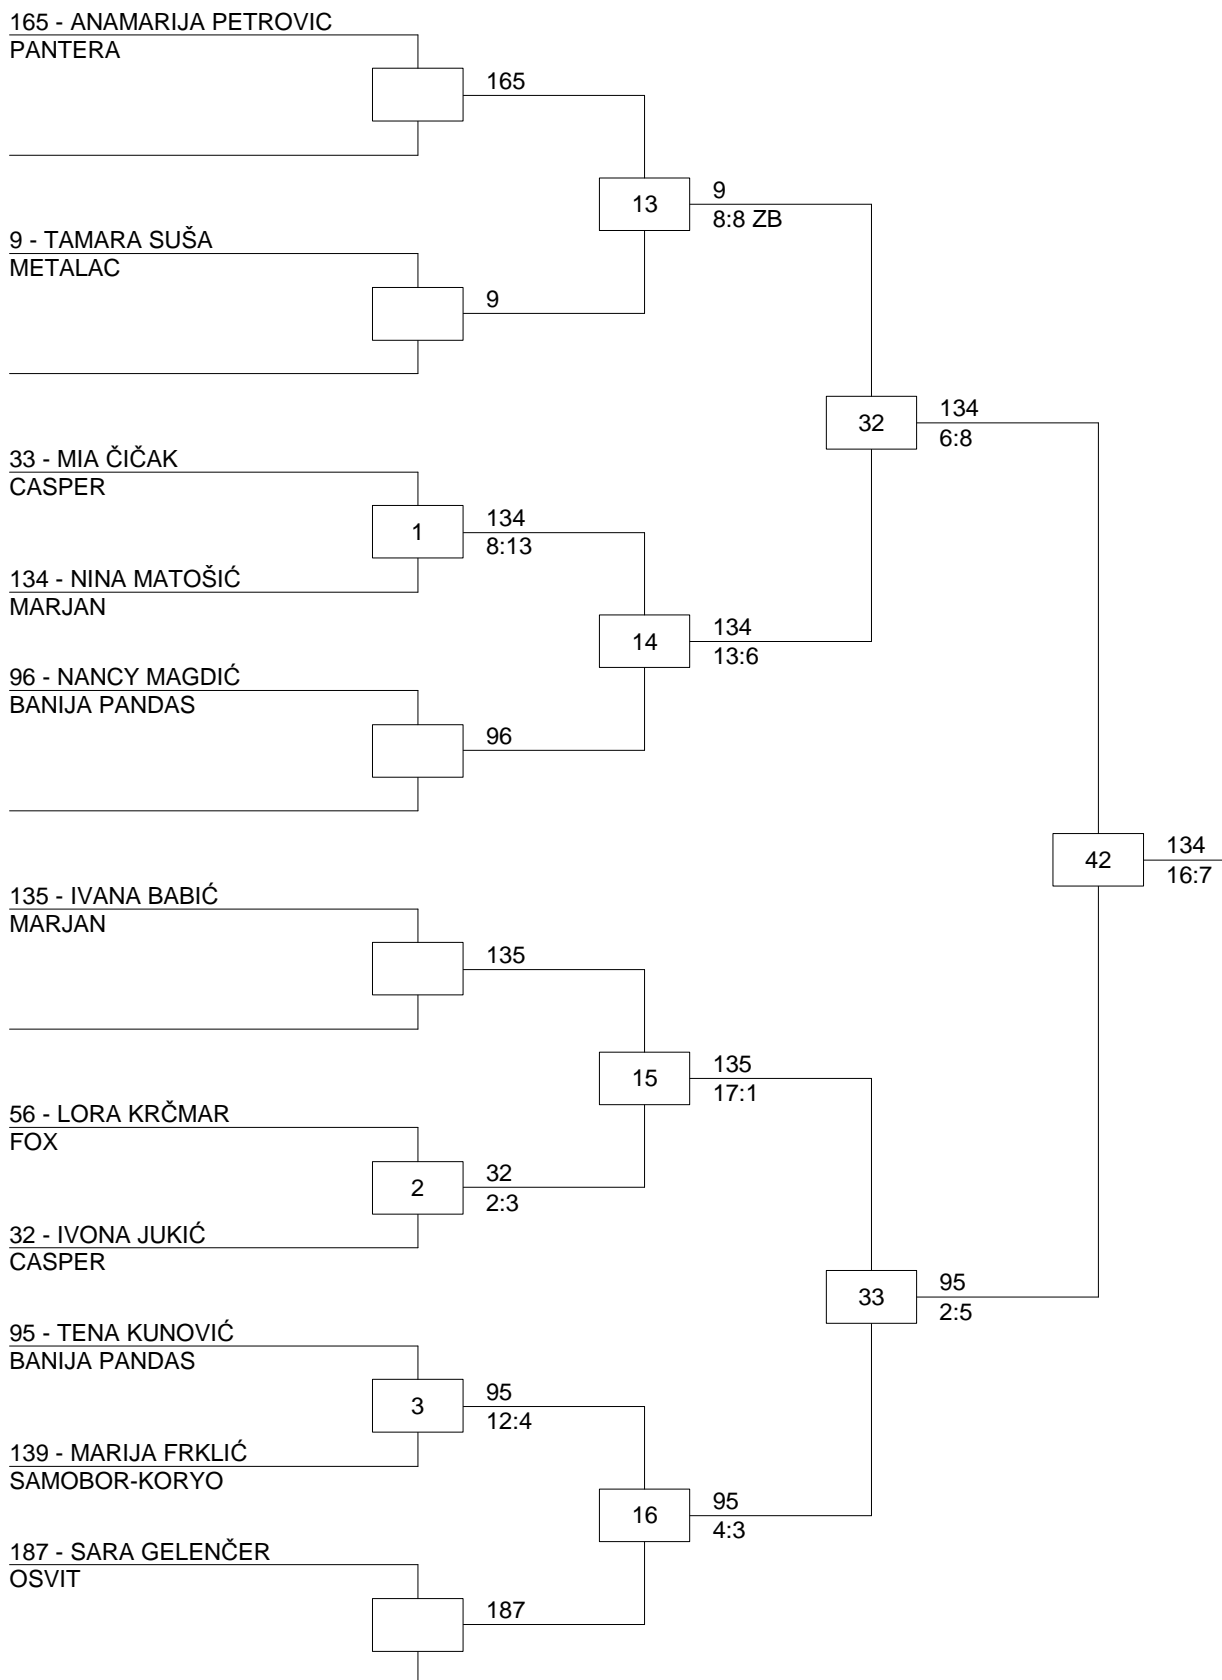 165 - ANAMARIJA PETROVIC
PANTERA
165
13
9
8:8 ZB
9 - TAMARA SUŠA
METALAC
9
32
134
6:8
33 - MIA ČIČAK
CASPER
1
134
8:13
134 - NINA MATOŠIĆ
MARJAN
14
134
13:6
96 - NANCY MAGDIĆ
BANIJA PANDAS
96
42
134
16:7
135 - IVANA BABIĆ
MARJAN
135
15
135
17:1
56 - LORA KRČMAR
FOX
2
32
2:3
32 - IVONA JUKIĆ
CASPER
33
95
2:5
95 - TENA KUNOVIĆ
BANIJA PANDAS
3
95
12:4
139 - MARIJA FRKLIĆ
SAMOBOR-KORYO
16
95
4:3
187 - SARA GELENČER
OSVIT
187